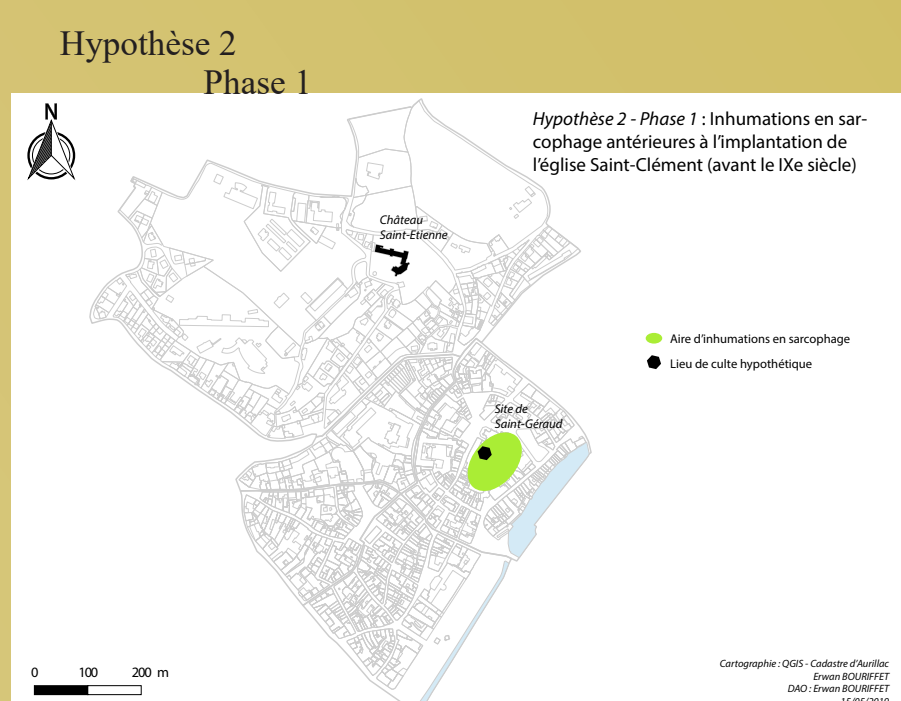 Hypothèse 2
Phase 1
N
Hypothèse 2 - Phase 1 : Inhumations en sar-
cophage antérieures à l'implantation de
l'église Saint-Clément (avant le IXe siècle)
Château
Saint-Etienne
Aire d'inhumations en sarcophage
Lieu de culte hypothétique
Site de
Saint-Géraud
0 100 200 m
Cartographie : QGIS - Cadastre d'Aurillac
Erwan BOURIFFET
DAO : Erwan BOURIFFET